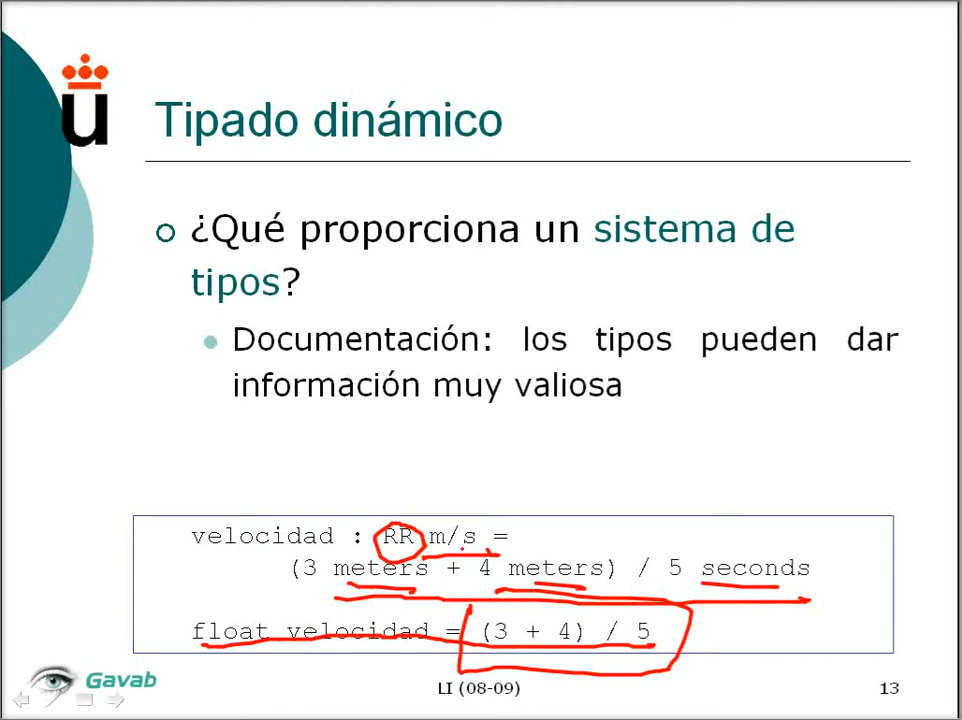 Tipado dinámico
¿Qué proporciona un sistema de
tipos?
Documentación: los tipos pueden dar
información muy valiosa
velocidad : RR m/s =
(3 meters + 4 meters) / 5 seconds
float velocidad = (3 + 4) / 5
Gavab
LI (08-09)
13